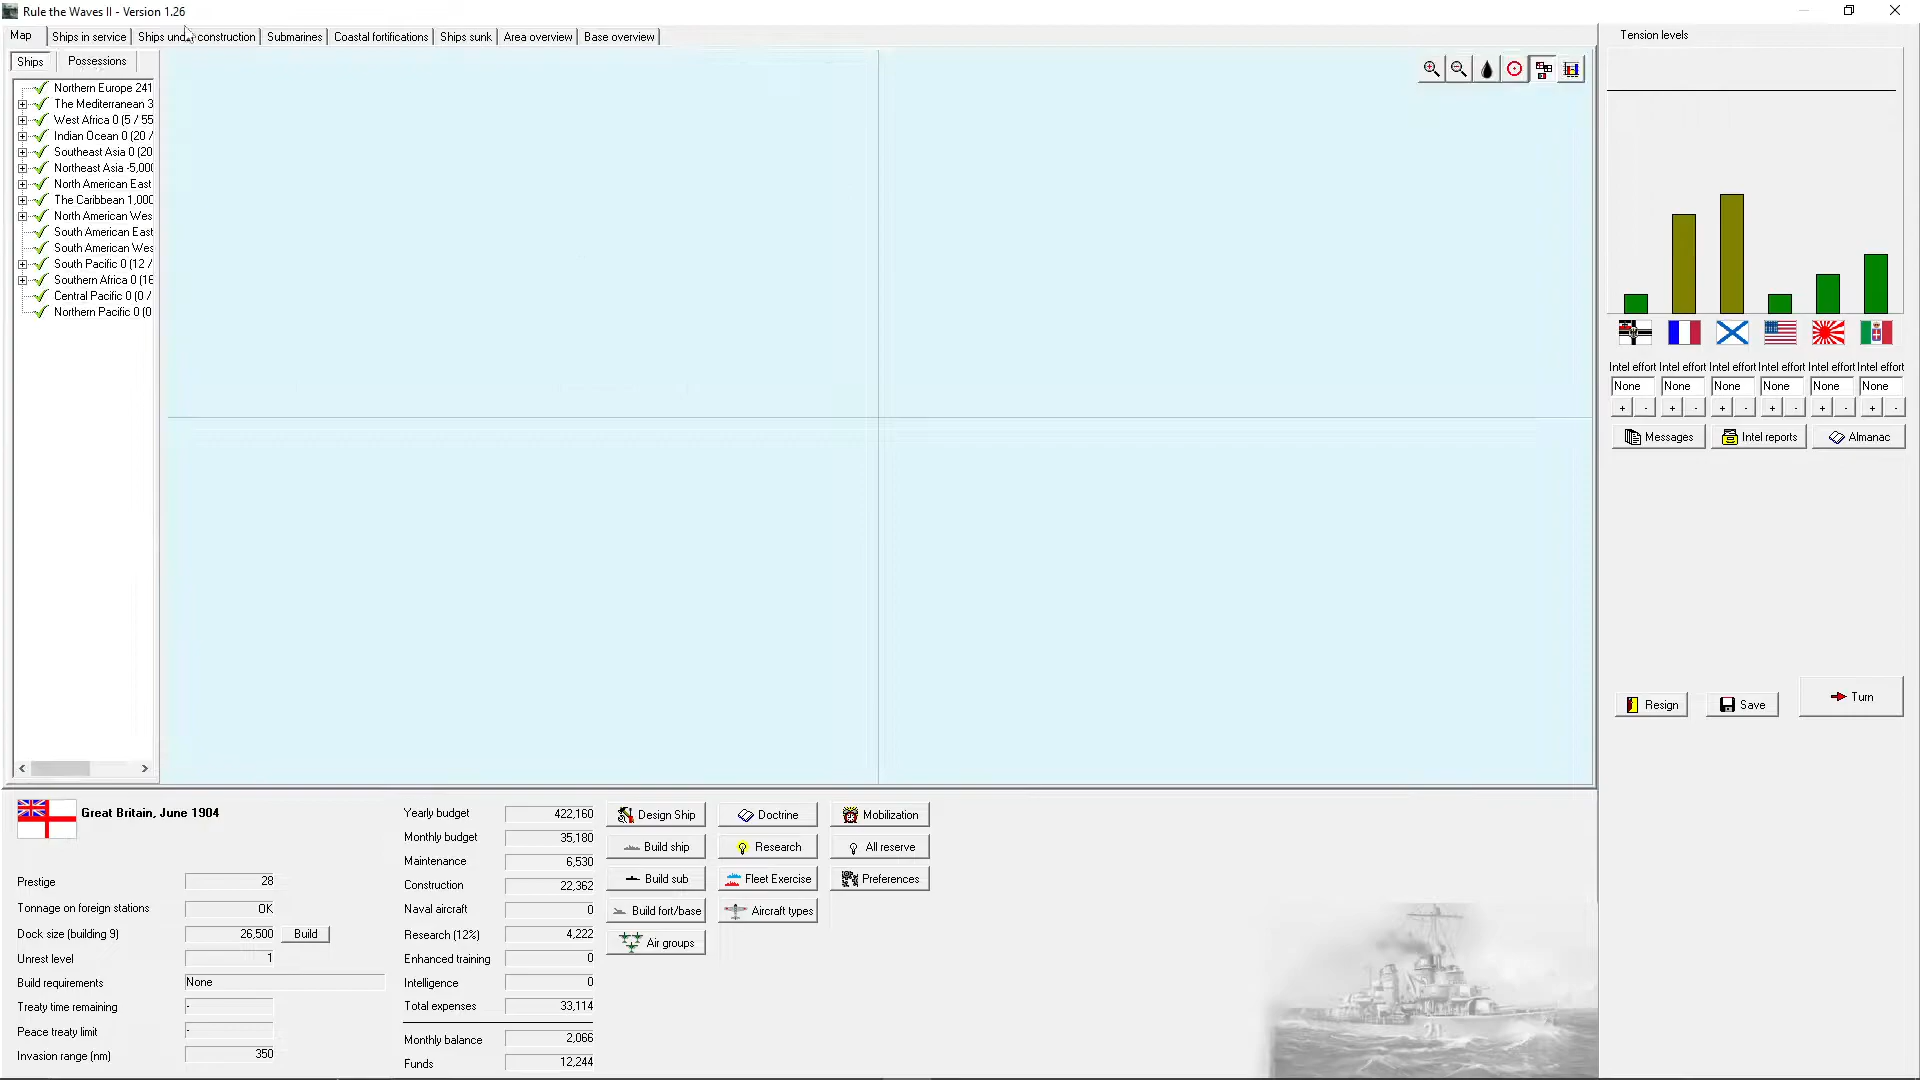 Rule the Waves II - Version 1.26
Map
Ships in service
Ships under construction
Submarines
Coastal fortifications
Ships sunk
Area overview
Base overview
Ships
Possessions
Northern Europe 241
The Mediterranean 3
West Africa 0 (5 / 55
Indian Ocean 0 (20 /
Southeast Asia 0 (20
Northeast Asia -5,000
North American East
The Caribbean 1,000
North American Wes
South American East
South American Wes
South Pacific 0 (12 /
Southern Africa 0 (16
Central Pacific 0 (0 /
Northern Pacific 0 (0
Tension levels
Intel effort Intel effort Intel effort Intel effort Intel effort Intel effort
None None None None None None
+ - + - + - + - + - + -
Messages
Intel reports
Almanac
Resign
Save
Turn
Great Britain, June 1904
Prestige 28
Tonnage on foreign stations OK
Dock size (building 9) 26,500 Build
Unrest level 1
Build requirements None
Treaty time remaining -
Peace treaty limit -
Invasion range (nm) 350
Yearly budget 422,160
Monthly budget 35,180
Maintenance 6,530
Construction 22,362
Naval aircraft 0
Research (12%) 4,222
Enhanced training 0
Intelligence 0
Total expenses 33,114
Monthly balance 2,066
Funds 12,244
Design Ship
Doctrine
Mobilization
Build ship
Research
All reserve
Build sub
Fleet Exercise
Preferences
Build fort/base
Aircraft types
Air groups